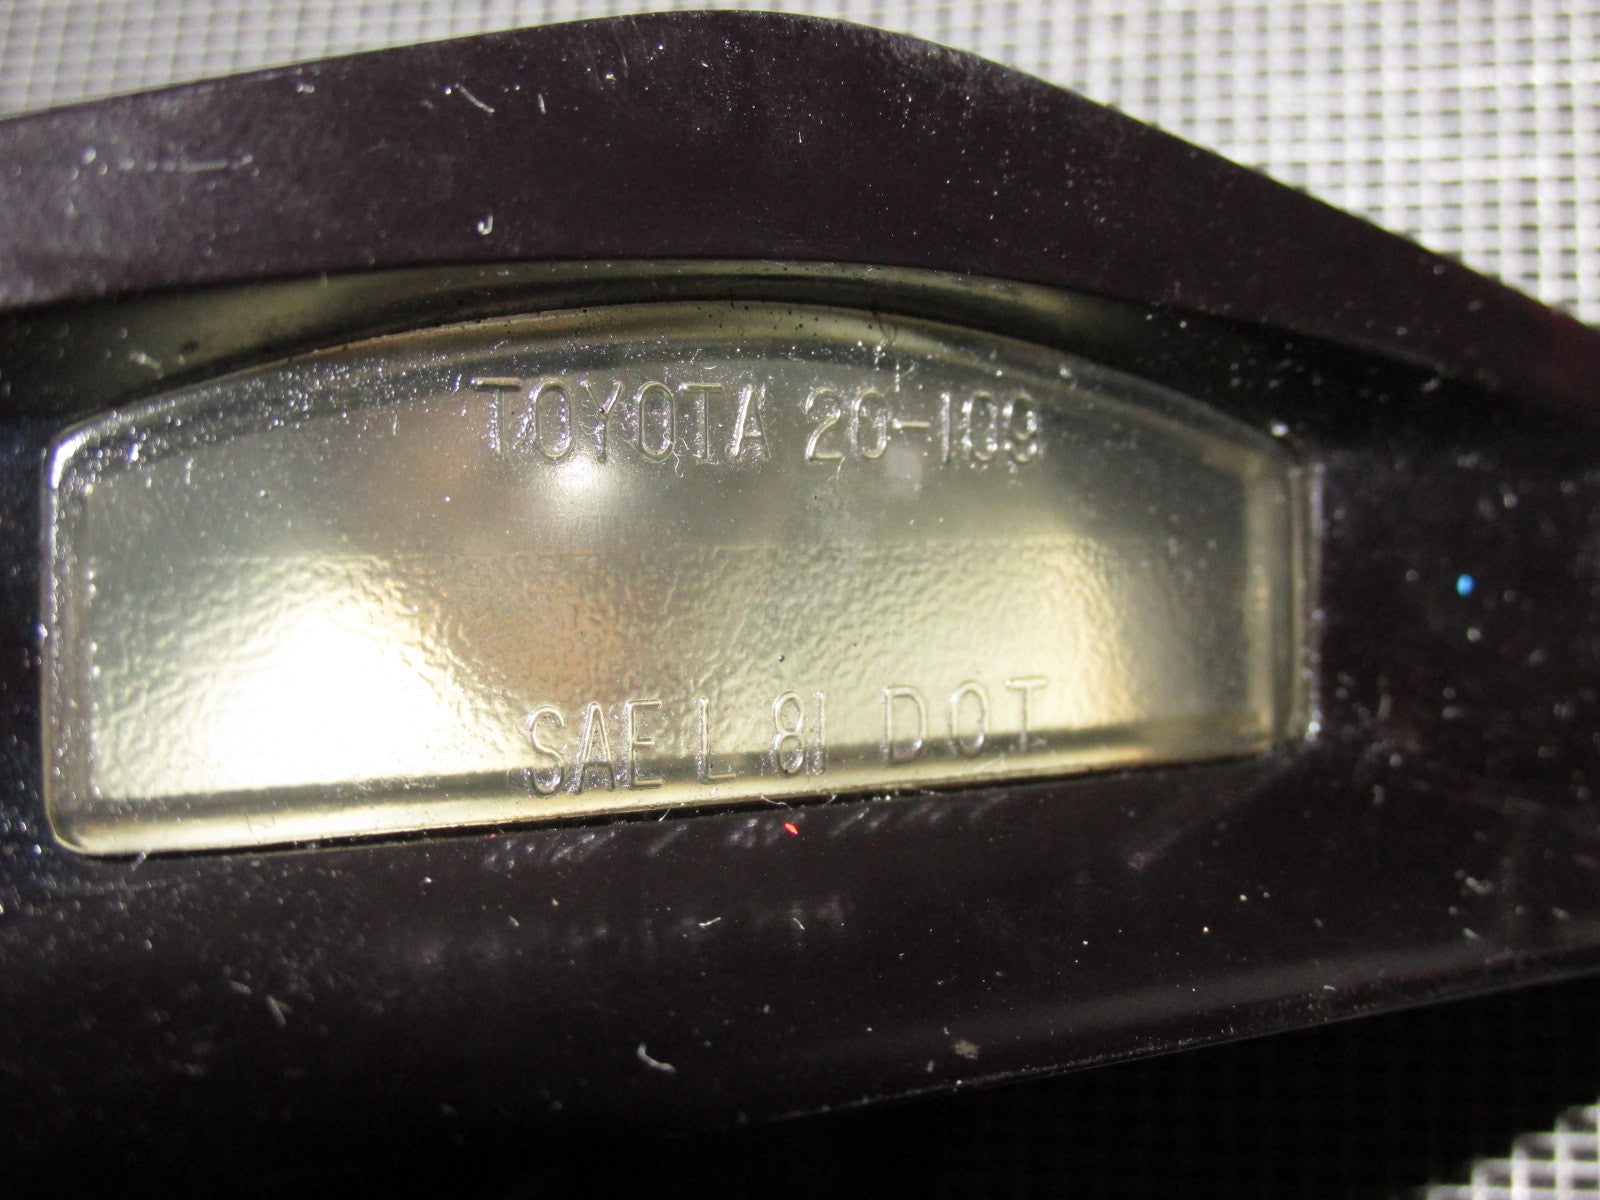 TOYOTA 20-109
SAE L 81 DOT